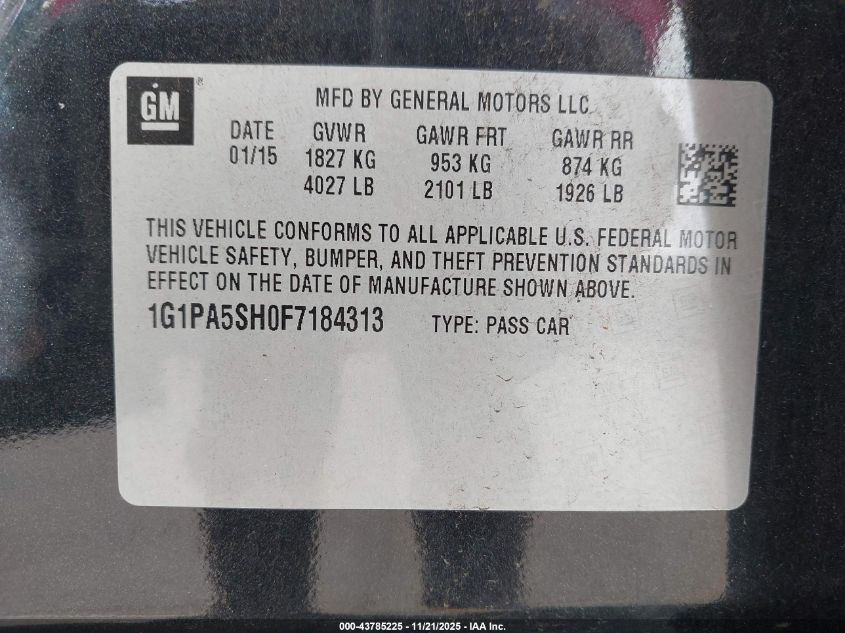 GM
MFD BY GENERAL MOTORS LLC
DATE GVWR GAWR FRT GAWR RR
01/15 1827 KG 953 KG 874 KG
4027 LB 2101 LB 1926 LB
THIS VEHICLE CONFORMS TO ALL APPLICABLE U.S. FEDERAL MOTOR
VEHICLE SAFETY, BUMPER, AND THEFT PREVENTION STANDARDS IN
EFFECT ON THE DATE OF MANUFACTURE SHOWN ABOVE.
1G1PA5SH0F7184313 TYPE: PASS CAR
000-43785225 - 11/21/2025 - IAA Inc.